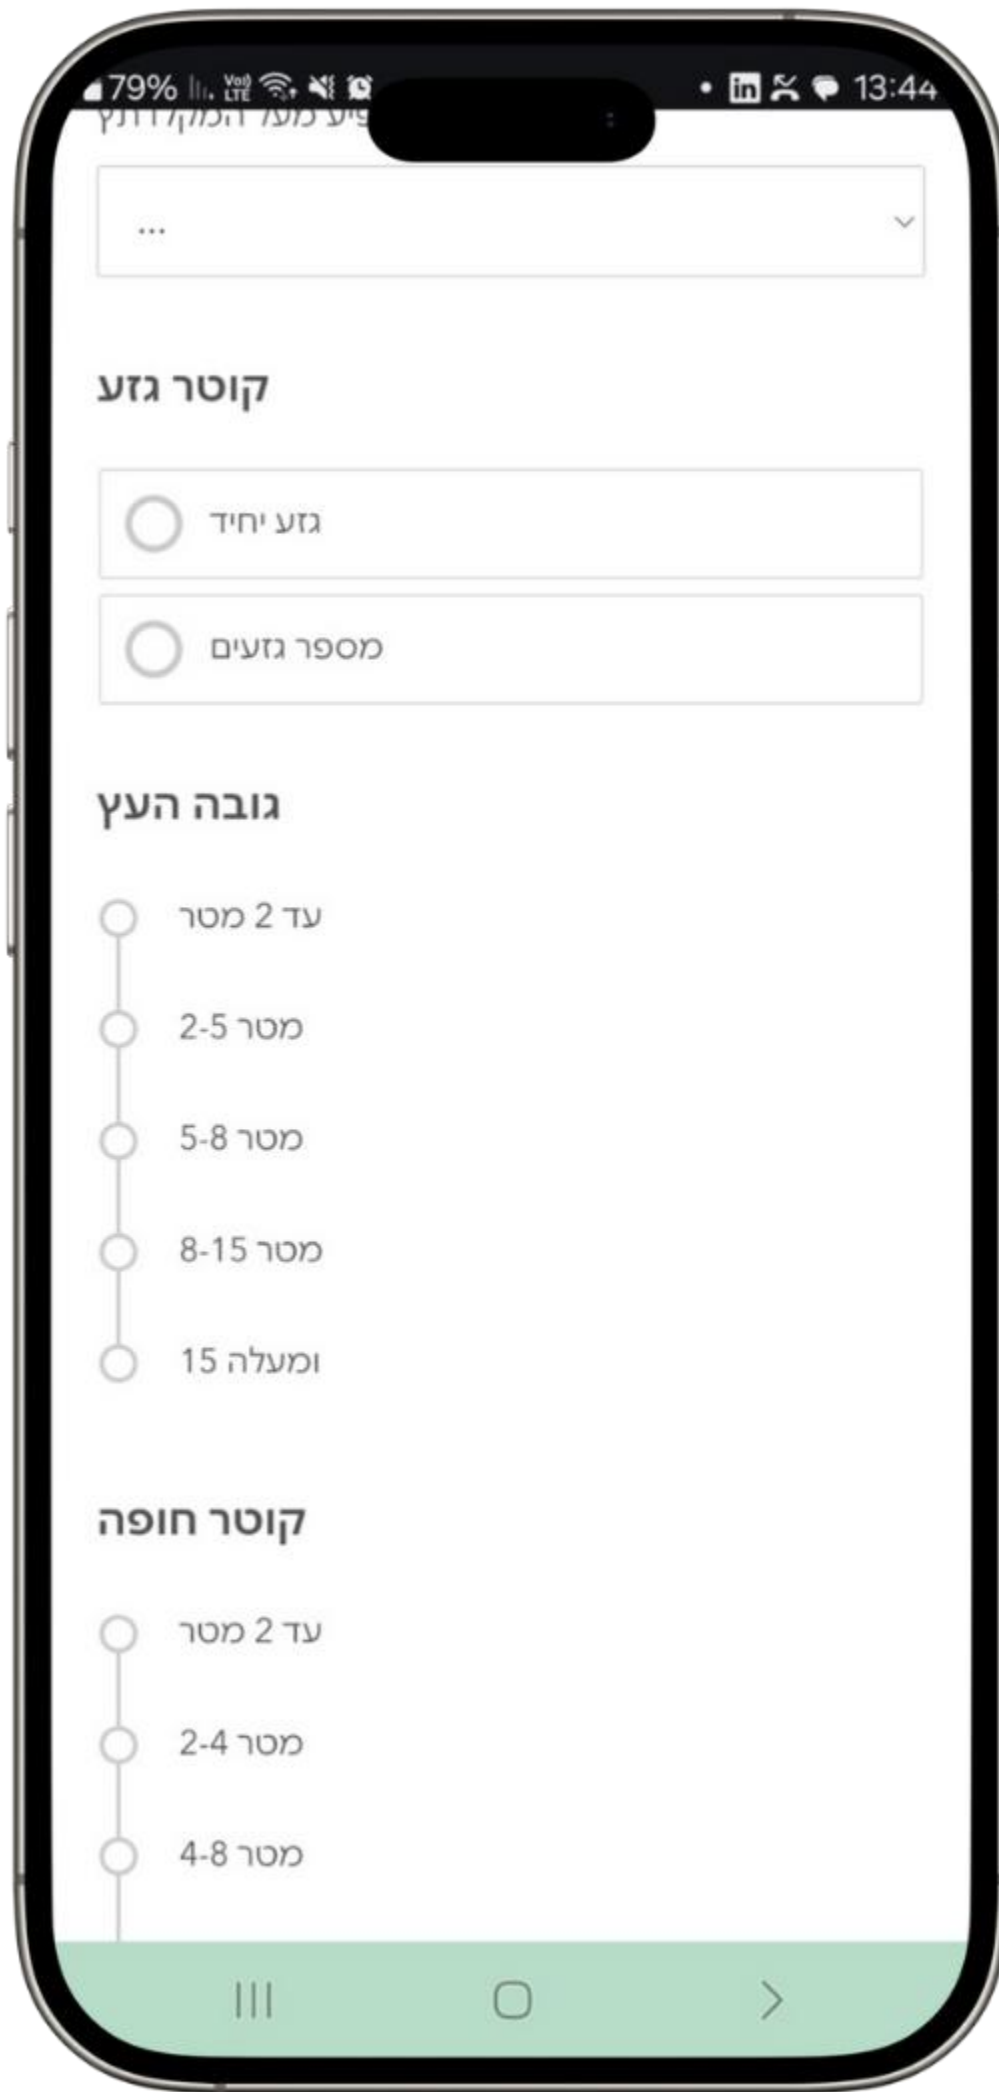 79% LTE 13:44
...
קוטר גזע
גזע יחיד
מספר גזעים
גובה העץ
עד 2 מטר
2-5 מטר
5-8 מטר
8-15 מטר
15 ומעלה
קוטר חופה
עד 2 מטר
2-4 מטר
4-8 מטר